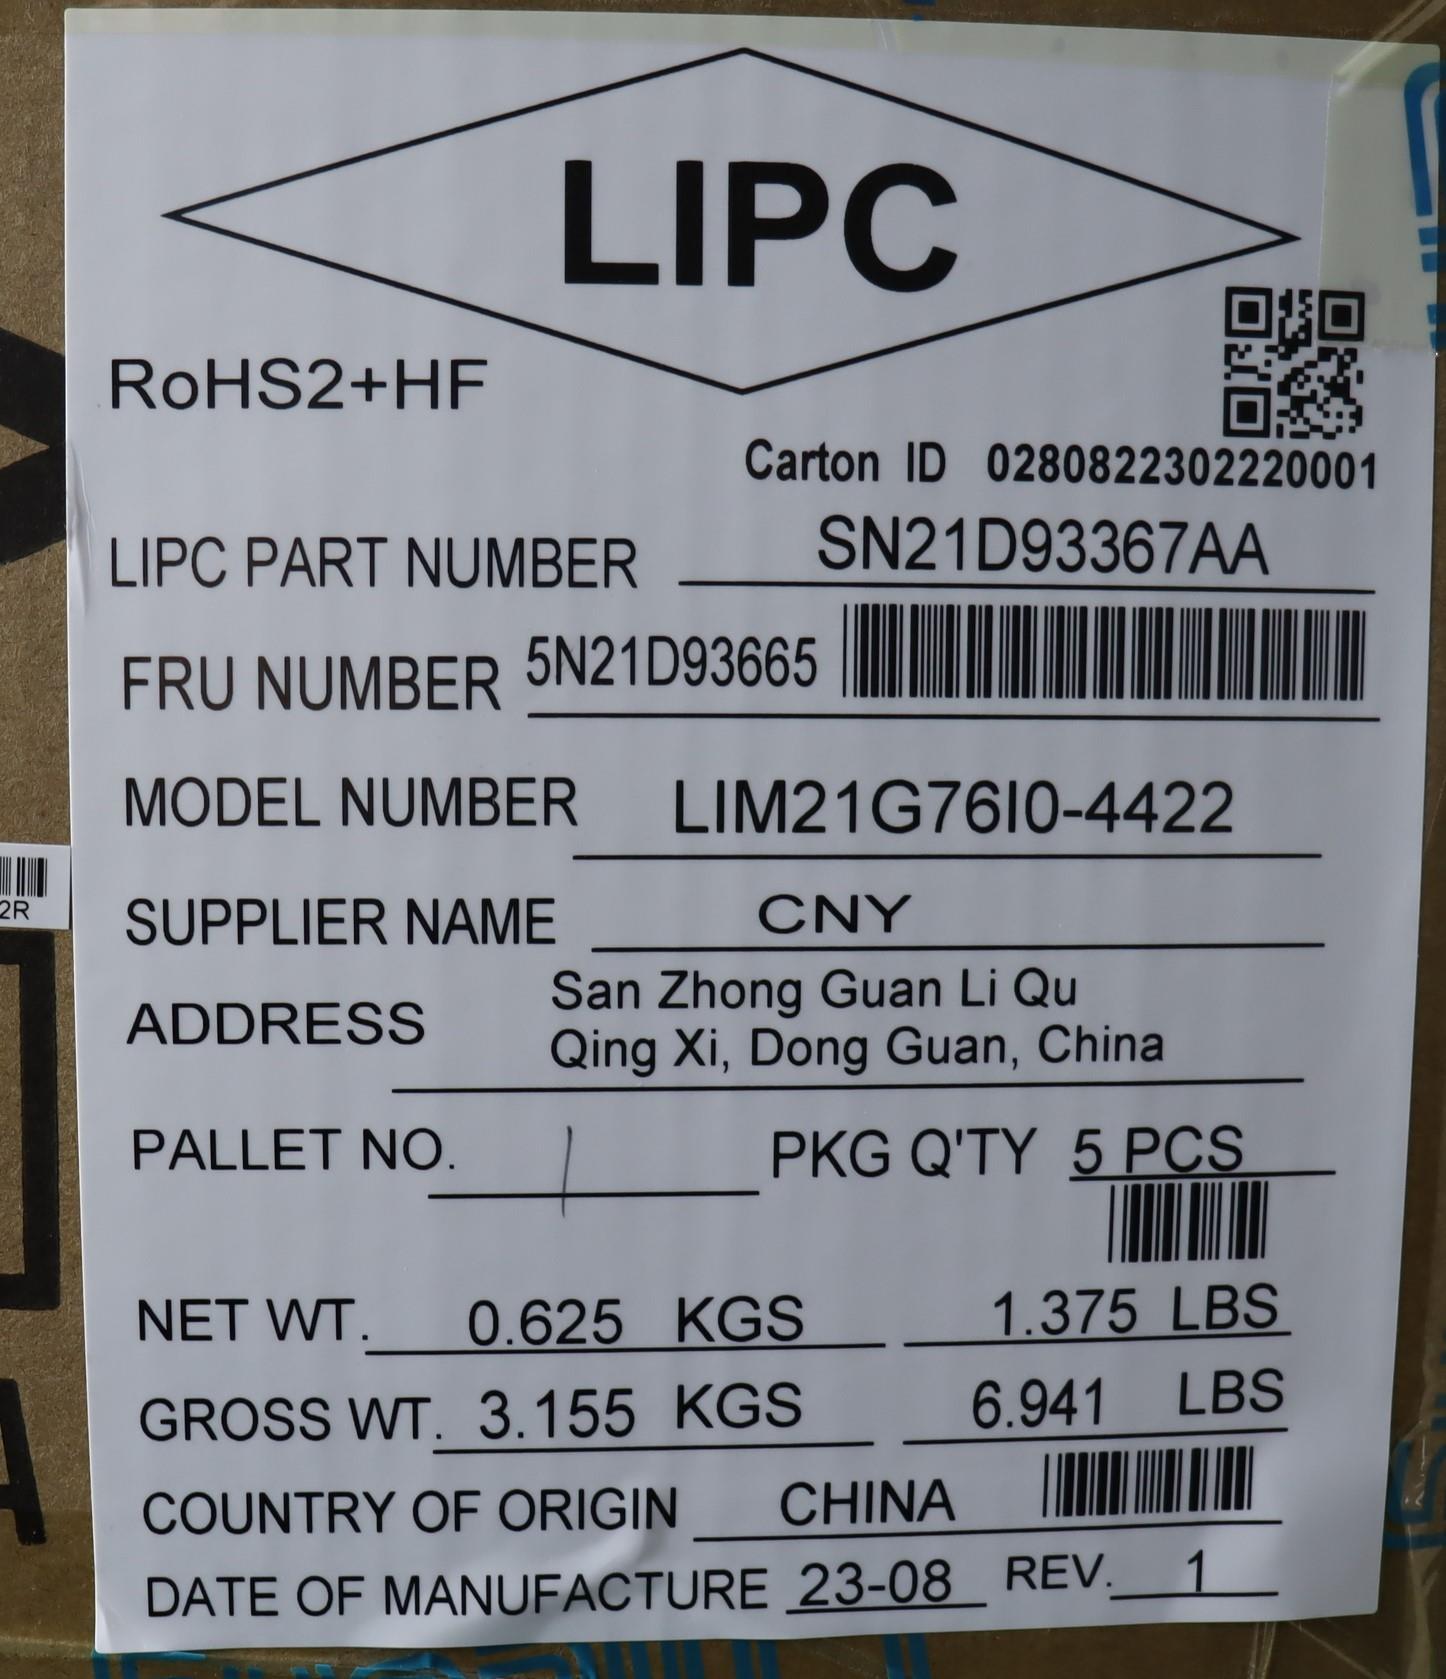 LIPC
RoHS2+HF
Carton ID 0280822302220001
LIPC PART NUMBER SN21D93367AA
FRU NUMBER 5N21D93665
MODEL NUMBER LIM21G76I0-4422
SUPPLIER NAME CNY
ADDRESS San Zhong Guan Li Qu
Qing Xi, Dong Guan, China
PALLET NO. 1 PKG Q'TY 5 PCS
NET WT. 0.625 KGS 1.375 LBS
GROSS WT. 3.155 KGS 6.941 LBS
COUNTRY OF ORIGIN CHINA
DATE OF MANUFACTURE 23-08 REV. 1
2R